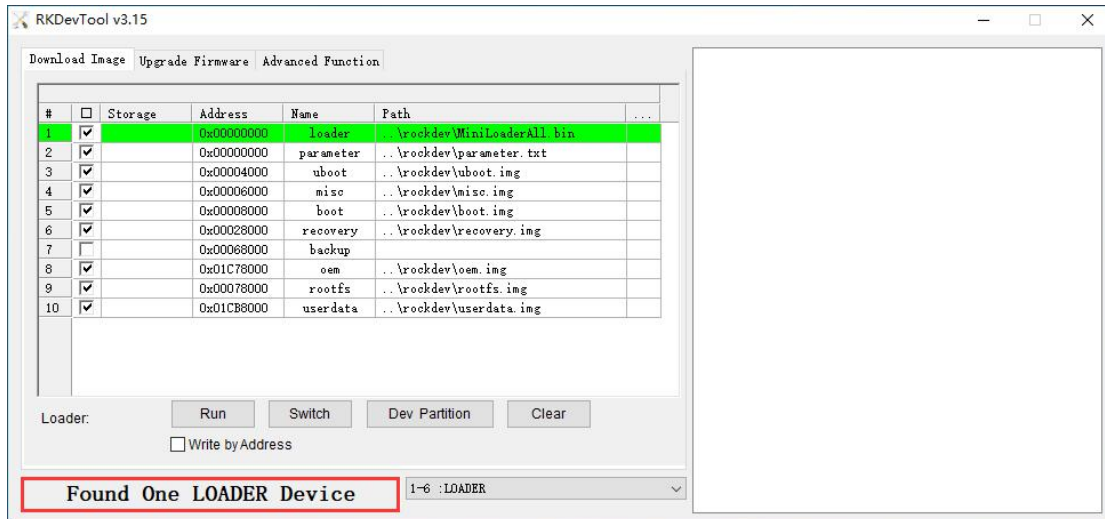 RKDevTool v3.15
Download Image Upgrade Firmware Advanced Function
# Storage Address Name Path ...
1 0x00000000 loader ..\rockdev\MiniLoaderAll.bin
2 0x00000000 parameter ..\rockdev\parameter.txt
3 0x00004000 uboot ..\rockdev\uboot.img
4 0x00006000 misc ..\rockdev\misc.img
5 0x00008000 boot ..\rockdev\boot.img
6 0x00028000 recovery ..\rockdev\recovery.img
7 0x00068000 backup
8 0x01C78000 oem ..\rockdev\oem.img
9 0x00078000 rootfs ..\rockdev\rootfs.img
10 0x01CB8000 userdata ..\rockdev\userdata.img
Loader: Run Switch Dev Partition Clear
Write by Address
Found One LOADER Device 1-6 :LOADER